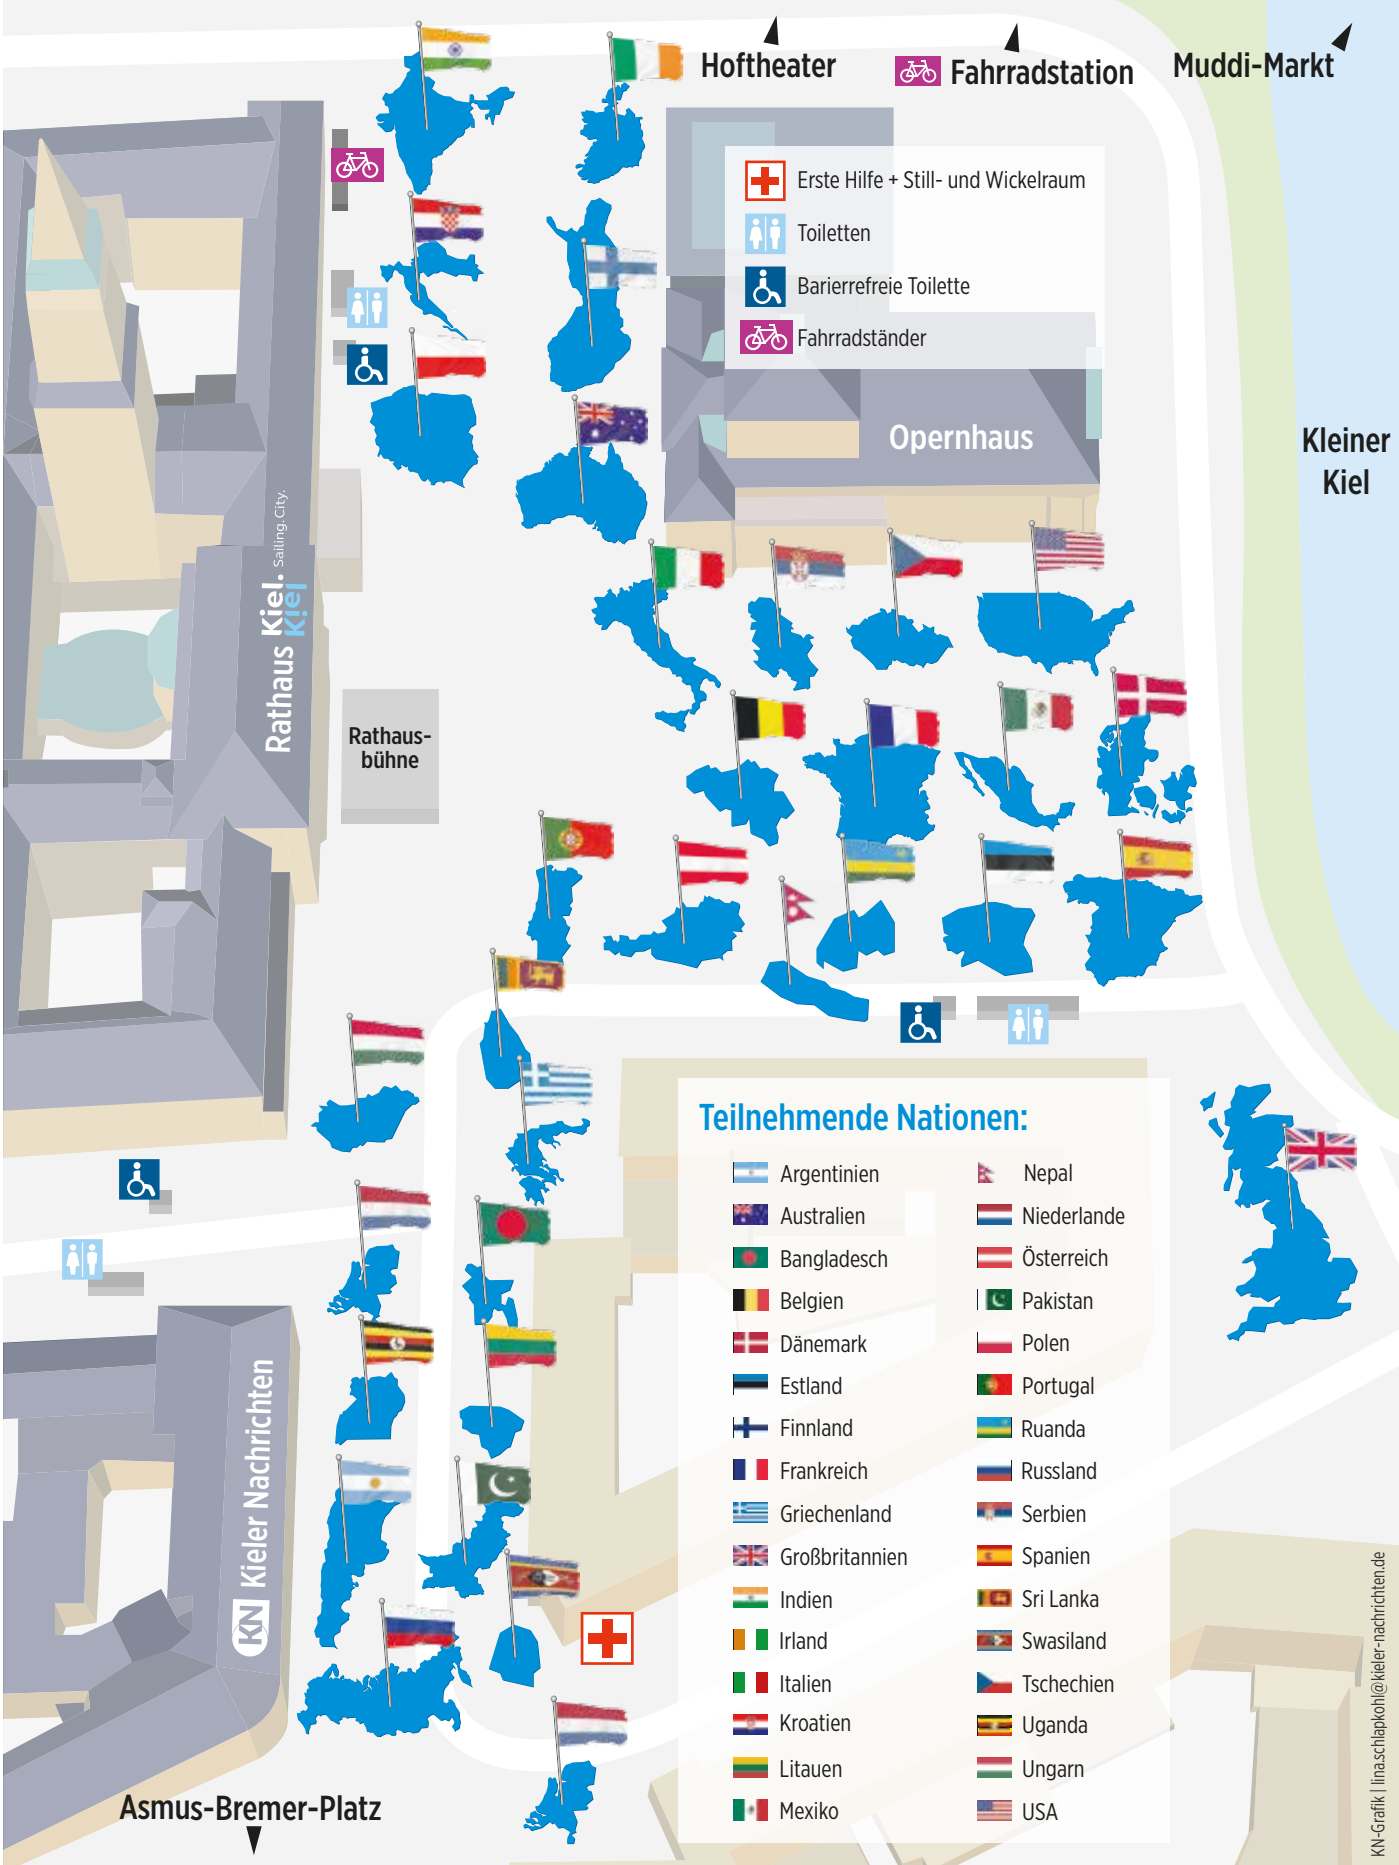 Hoftheater
Fahrradstation
Muddi-Markt
Erste Hilfe + Still- und Wickelraum
Toiletten
Barierrefreie Toilette
Fahrradständer
Opernhaus
Kleiner
Kiel
Rathaus
Kiel. Sailing.City.
Kiel
Rathaus-
bühne
Teilnehmende Nationen:
Argentinien
Australien
Bangladesch
Belgien
Dänemark
Estland
Finnland
Frankreich
Griechenland
Großbritannien
Indien
Irland
Italien
Kroatien
Litauen
Mexiko
Nepal
Niederlande
Österreich
Pakistan
Polen
Portugal
Ruanda
Russland
Serbien
Spanien
Sri Lanka
Swasiland
Tschechien
Uganda
Ungarn
USA
KN Kieler Nachrichten
Asmus-Bremer-Platz
KN-Grafik | lina.schlapkohl@kieler-nachrichten.de